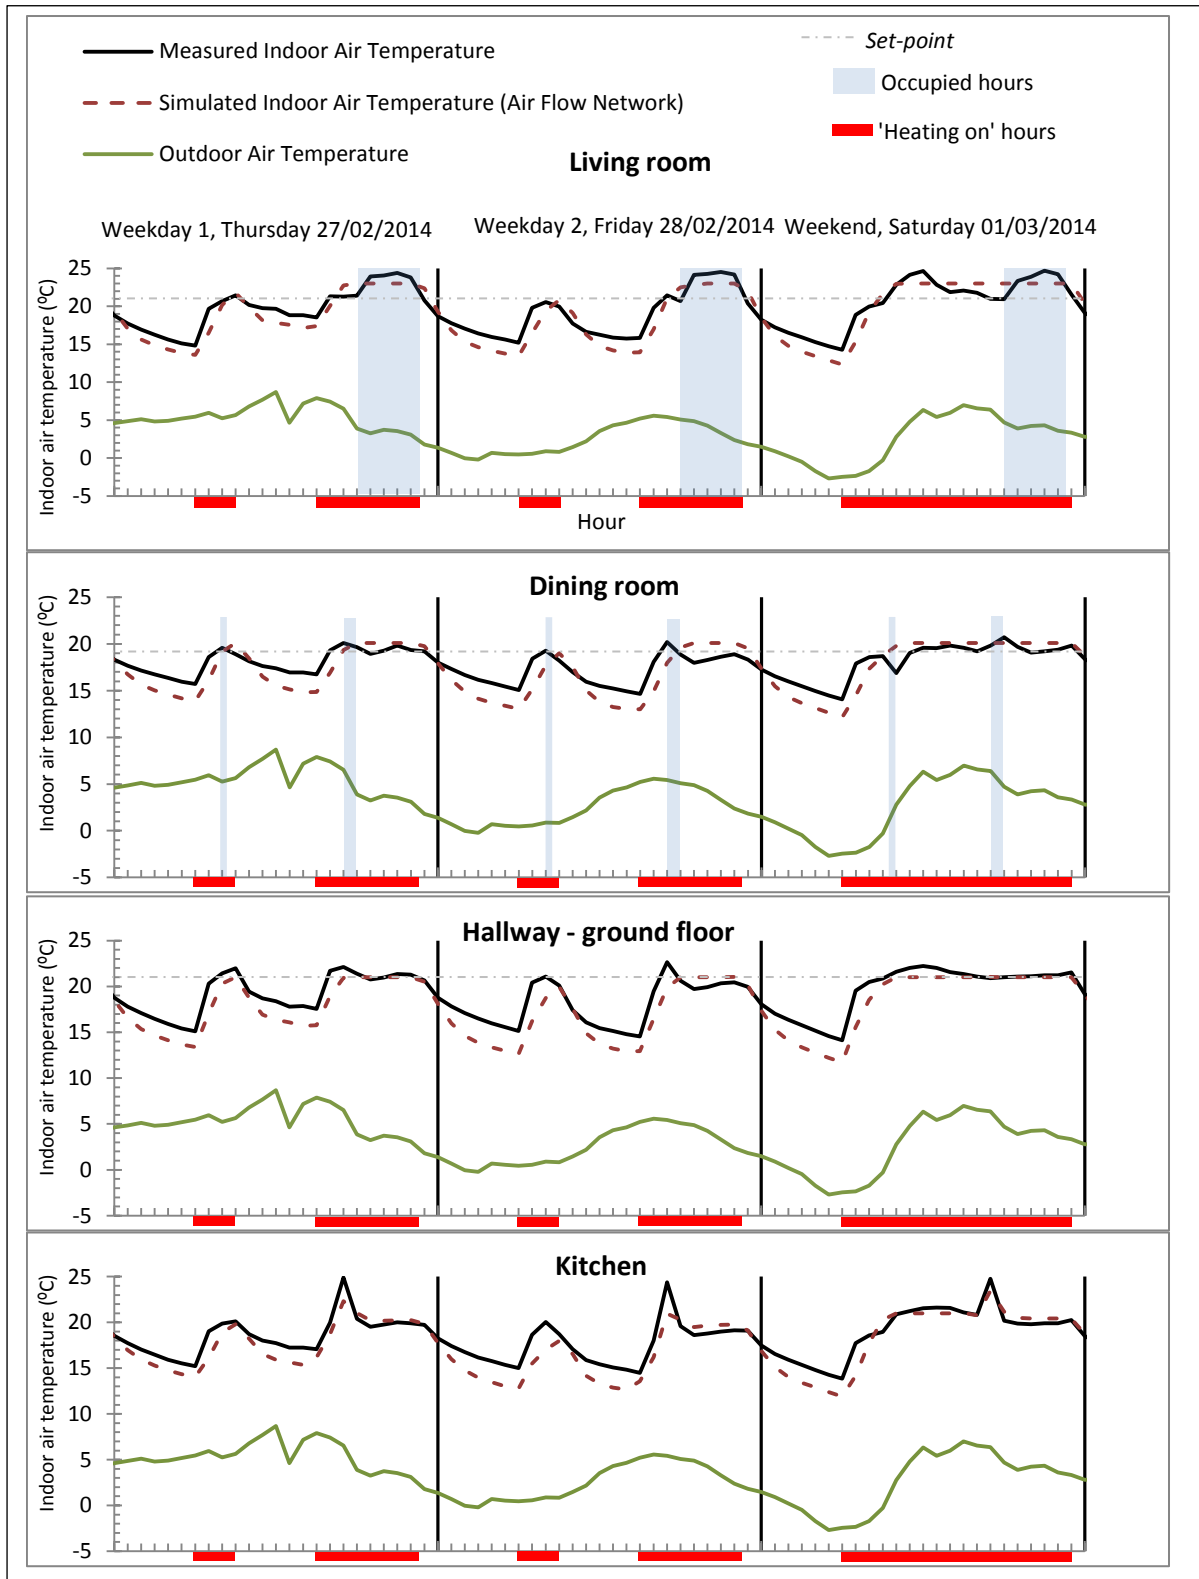 Measured Indoor Air Temperature
Simulated Indoor Air Temperature (Air Flow Network)
Outdoor Air Temperature
Set-point
Occupied hours
'Heating on' hours
Living room
Weekday 1, Thursday 27/02/2014
Weekday 2, Friday 28/02/2014
Weekend, Saturday 01/03/2014
Indoor air temperature (⁰C)
25
20
15
10
5
0
-5
Hour
Dining room
Indoor air temperature (⁰C)
25
20
15
10
5
0
-5
Hallway - ground floor
Indoor air temperature (⁰C)
25
20
15
10
5
0
-5
Kitchen
Indoor air temperature (⁰C)
25
20
15
10
5
0
-5